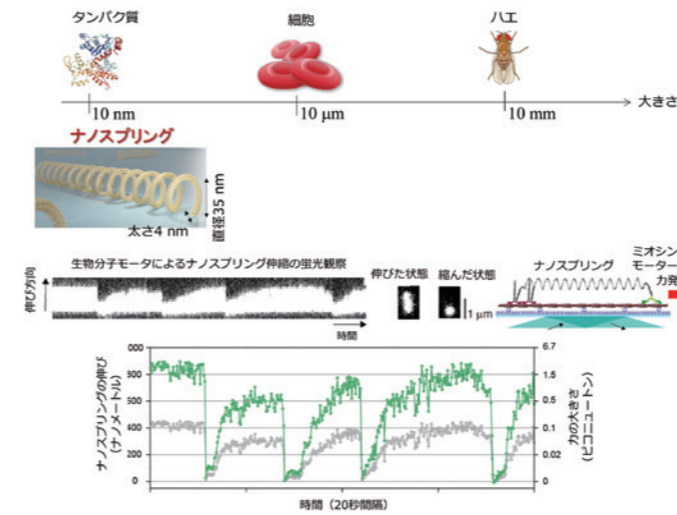 タンパク質
細胞
ハエ
10 nm
10 μm
10 mm
大きさ
ナノスプリング
直径35 nm
太さ4 nm
生物分子モータによるナノスプリング伸縮の蛍光観察
伸び方向
時間
伸びた状態
縮んだ状態
1 μm
ナノスプリング
ミオシン
モーター
力発
ナノスプリングの伸び
(ナノメートル)
000
800
600
400
200
0
6.7
1.5
0.5
0.1
0.02
0
力の大きさ
(ピコニュートン)
時間（20秒間隔）